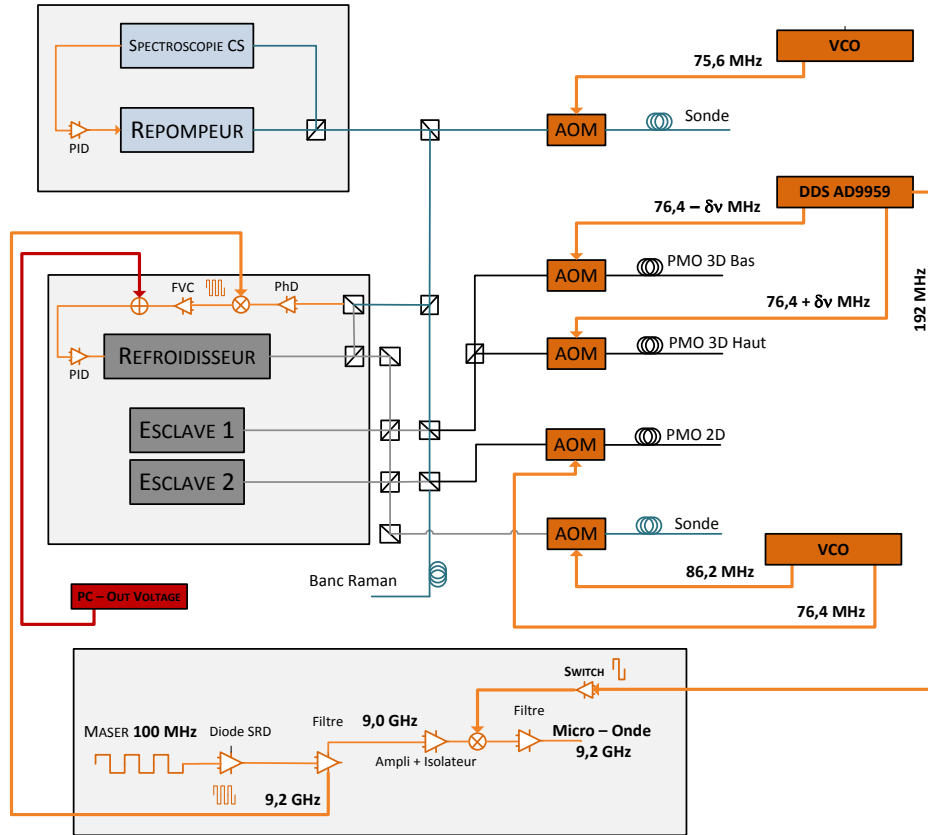 SPECTROSCOPIE CS
REPOMPEUR
PID
VCO
75,6 MHz
AOM
Sonde
DDS AD9959
76,4 – δν MHz
AOM
PMO 3D Bas
76,4 + δν MHz
AOM
PMO 3D Haut
192 MHz
FVC
PhD
REFROIDISSEUR
PID
ESCLAVE 1
ESCLAVE 2
AOM
PMO 2D
AOM
Sonde
VCO
86,2 MHz
76,4 MHz
Banc Raman
PC – OUT VOLTAGE
SWITCH
MASER 100 MHz
Diode SRD
Filtre
9,0 GHz
Ampli + Isolateur
Filtre
Micro – Onde
9,2 GHz
9,2 GHz